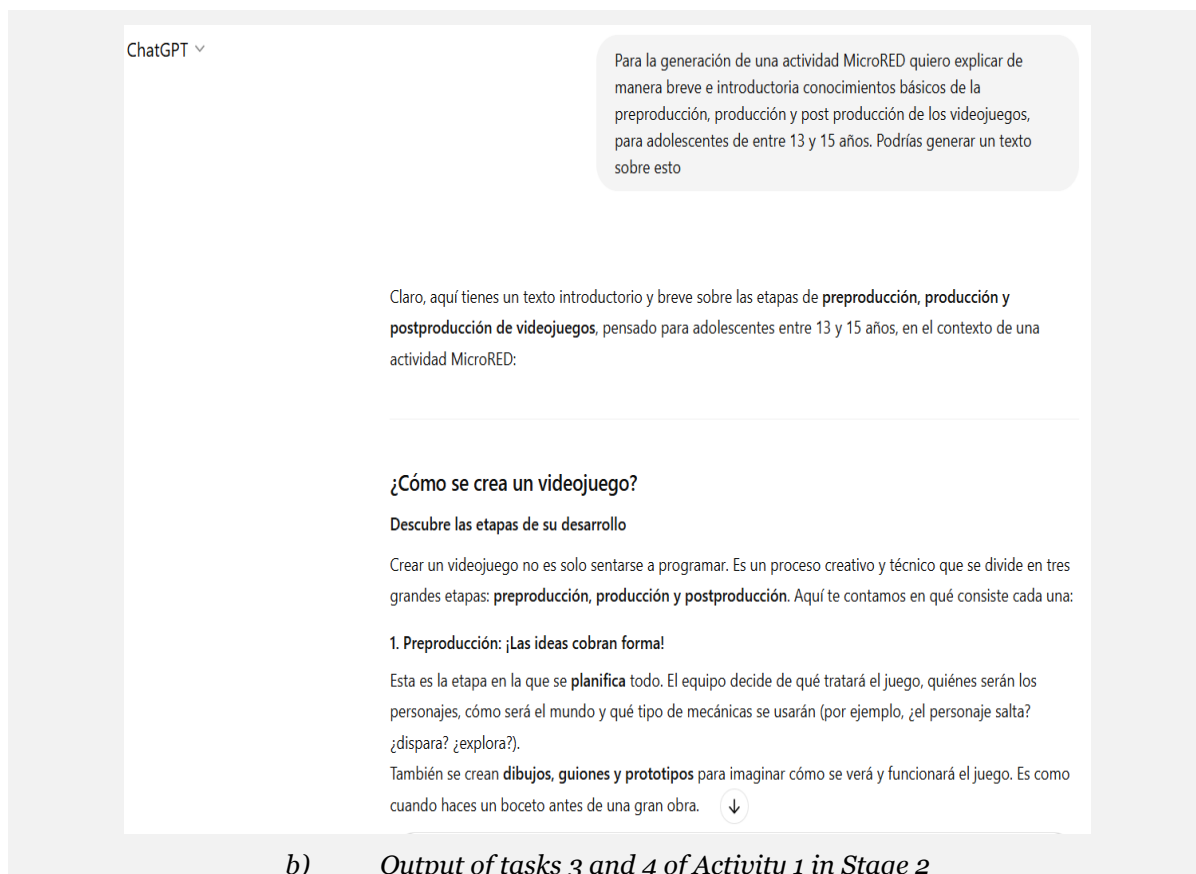 ChatGPT
Para la generación de una actividad MicroRED quiero explicar de
manera breve e introductoria conocimientos básicos de la
preproducción, producción y post producción de los videojuegos,
para adolescentes de entre 13 y 15 años. Podrías generar un texto
sobre esto
Claro, aquí tienes un texto introductorio y breve sobre las etapas de preproducción, producción y
postproducción de videojuegos, pensado para adolescentes entre 13 y 15 años, en el contexto de una
actividad MicroRED:
¿Cómo se crea un videojuego?
Descubre las etapas de su desarrollo
Crear un videojuego no es solo sentarse a programar. Es un proceso creativo y técnico que se divide en tres
grandes etapas: preproducción, producción y postproducción. Aquí te contamos en qué consiste cada una:
1. Preproducción: ¡Las ideas cobran forma!
Esta es la etapa en la que se planifica todo. El equipo decide de qué tratará el juego, quiénes serán los
personajes, cómo será el mundo y qué tipo de mecánicas se usarán (por ejemplo, ¿el personaje salta?
¿dispara? ¿explora?).
También se crean dibujos, guiones y prototipos para imaginar cómo se verá y funcionará el juego. Es como
cuando haces un boceto antes de una gran obra.
b) Output of tasks 3 and 4 of Activity 1 in Stage 2